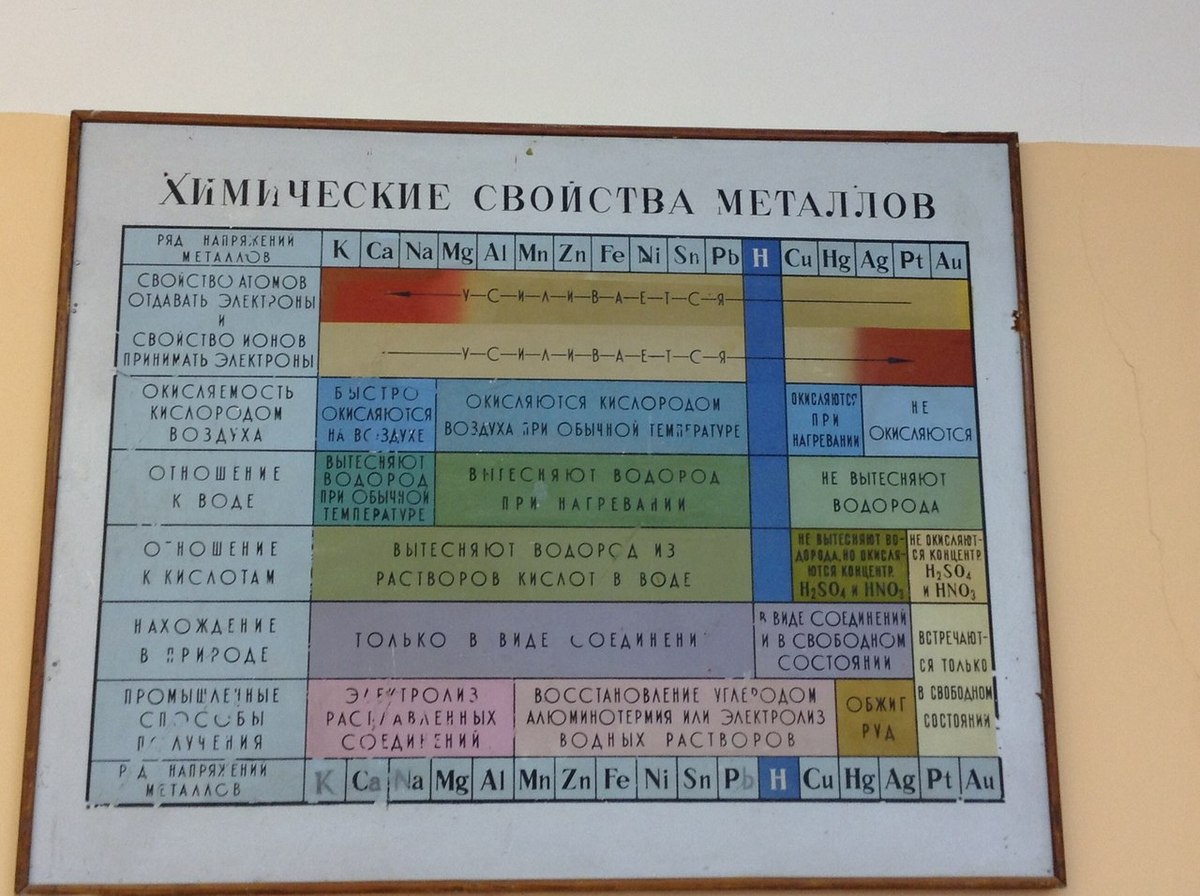 ХИМИЧЕСКИЕ СВОЙСТВА МЕТАЛЛОВ
РЯД НАПРЯЖЕНИИ
МЕТАЛЛОВ
K Ca Na Mg Al Mn Zn Fe Ni Sn Pb H Cu Hg Ag Pt Au
СВОЙСТВО АТОМОВ
ОТДАВАТЬ ЭЛЕКТРОНЫ
И
СВОЙСТВО ИОНОВ
ПРИНИМАТЬ ЭЛЕКТРОНЫ
У—С—И—Л—И—В—А—Е—Т—С—Я
У—С—И—Л—И—В—А—Е—Т—С—Я
ОКИСЛЯЕМОСТЬ
КИСЛОРОДОМ
ВОЗДУХА
БЫСТРО
ОКИСЛЯЮТСЯ
НА ВОЗДУХЕ
ОКИСЛЯЮТСЯ КИСЛОРОДОМ
ВОЗДУХА ПРИ ОБЫЧНОЙ ТЕМПЕРАТУРЕ
ОКИСЛЯЮТСЯ
ПРИ
НАГРЕВАНИИ
НЕ
ОКИСЛЯЮТСЯ
ОТНОШЕНИЕ
К ВОДЕ
ВЫТЕСНЯЮТ
ВОДОРОД
ПРИ ОБЫЧНОЙ
ТЕМПЕРАТУРЕ
ВЫТЕСНЯЮТ ВОДОРОД
ПРИ НАГРЕВАНИИ
НЕ ВЫТЕСНЯЮТ
ВОДОРОДА
ОТНОШЕНИЕ
К КИСЛОТАМ
ВЫТЕСНЯЮТ ВОДОРОД ИЗ
РАСТВОРОВ КИСЛОТ В ВОДЕ
НЕ ВЫТЕСНЯЮТ ВО-
ДОРОДА, НО ОКИСЛЯ-
ЮТСЯ КОНЦЕНТР.
H₂SO₄ и HNO₃
НЕ ОКИСЛЯЮТ-
СЯ КОНЦЕНТР.
H₂SO₄
И HNO₃
НАХОЖДЕНИЕ
В ПРИРОДЕ
ТОЛЬКО В ВИДЕ СОЕДИНЕНИ
В ВИДЕ СОЕДИНЕНИЙ
И В СВОБОДНОМ
СОСТОЯНИИ
ВСТРЕЧАЮТ-
СЯ ТОЛЬКО
В СВОБОДНОМ
СОСТОЯНИИ
ПРОМЫШЛЕННЫЕ
СПОСОБЫ
ПОЛУЧЕНИЯ
ЭЛЕКТРОЛИЗ
РАСПЛАВЛЕННЫХ
СОЕДИНЕНИЙ
ВОССТАНОВЛЕНИЕ УГЛЕРОДОМ
АЛЮМИНОТЕРМИЯ ИЛИ ЭЛЕКТРОЛИЗ
ВОДНЫХ РАСТВОРОВ
ОБЖИГ
РУД
РЯД НАПРЯЖЕНИИ
МЕТАЛЛОВ
K Ca Na Mg Al Mn Zn Fe Ni Sn Pb H Cu Hg Ag Pt Au